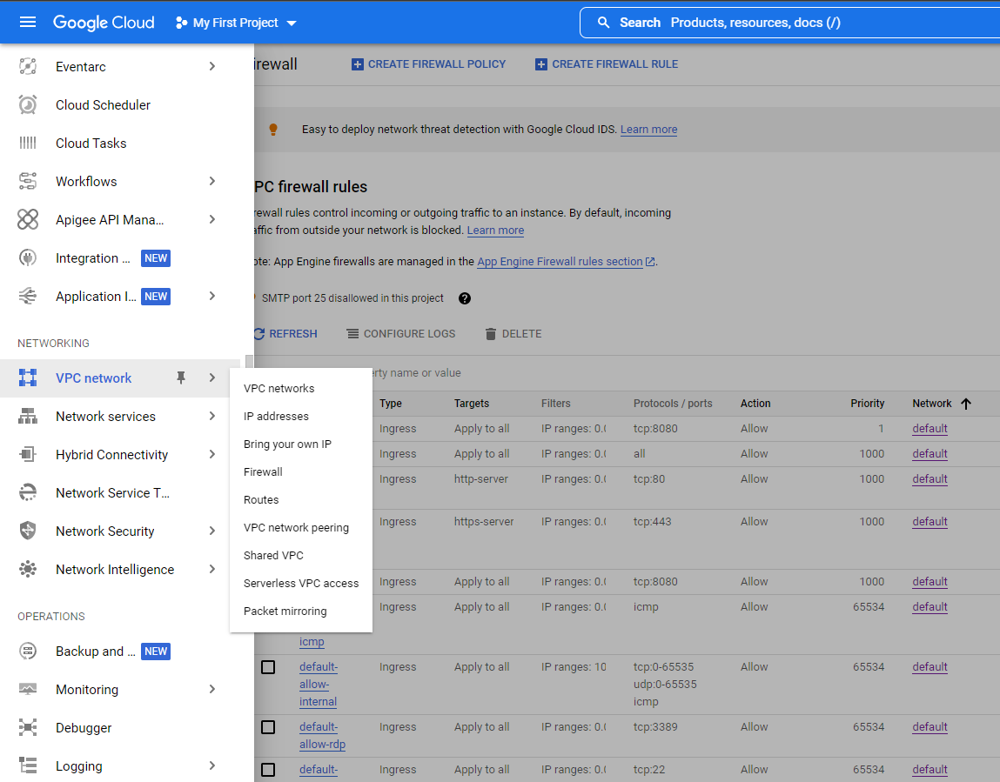 Google Cloud
My First Project
Search Products, resources, docs (/)
Eventarc
Cloud Scheduler
Cloud Tasks
Workflows
Apigee API Mana...
Integration ... NEW
Application I... NEW
NETWORKING
VPC network
Network services
Hybrid Connectivity
Network Service T...
Network Security
Network Intelligence
OPERATIONS
Backup and ... NEW
Monitoring
Debugger
Logging
VPC networks
IP addresses
Bring your own IP
Firewall
Routes
VPC network peering
Shared VPC
Serverless VPC access
Packet mirroring
irewall
CREATE FIREWALL POLICY
CREATE FIREWALL RULE
Easy to deploy network threat detection with Google Cloud IDS. Learn more
PC firewall rules
rewall rules control incoming or outgoing traffic to an instance. By default, incoming
affic from outside your network is blocked. Learn more
ote: App Engine firewalls are managed in the App Engine Firewall rules section.
SMTP port 25 disallowed in this project
REFRESH
CONFIGURE LOGS
DELETE
erty name or value
Type Targets Filters Protocols / ports Action Priority Network
Ingress Apply to all IP ranges: 0.0 tcp:8080 Allow 1 default
Ingress Apply to all IP ranges: 0.0 all Allow 1000 default
Ingress http-server IP ranges: 0.0 tcp:80 Allow 1000 default
Ingress https-server IP ranges: 0.0 tcp:443 Allow 1000 default
Ingress Apply to all IP ranges: 0.0 tcp:8080 Allow 1000 default
Ingress Apply to all IP ranges: 0.0 icmp Allow 65534 default
icmp
default- Ingress Apply to all IP ranges: 10 tcp:0-65535 Allow 65534 default
allow- udp:0-65535
internal icmp
default- Ingress Apply to all IP ranges: 0.0 tcp:3389 Allow 65534 default
allow-rdp
default- Ingress Apply to all IP ranges: 0.0 tcp:22 Allow 65534 default